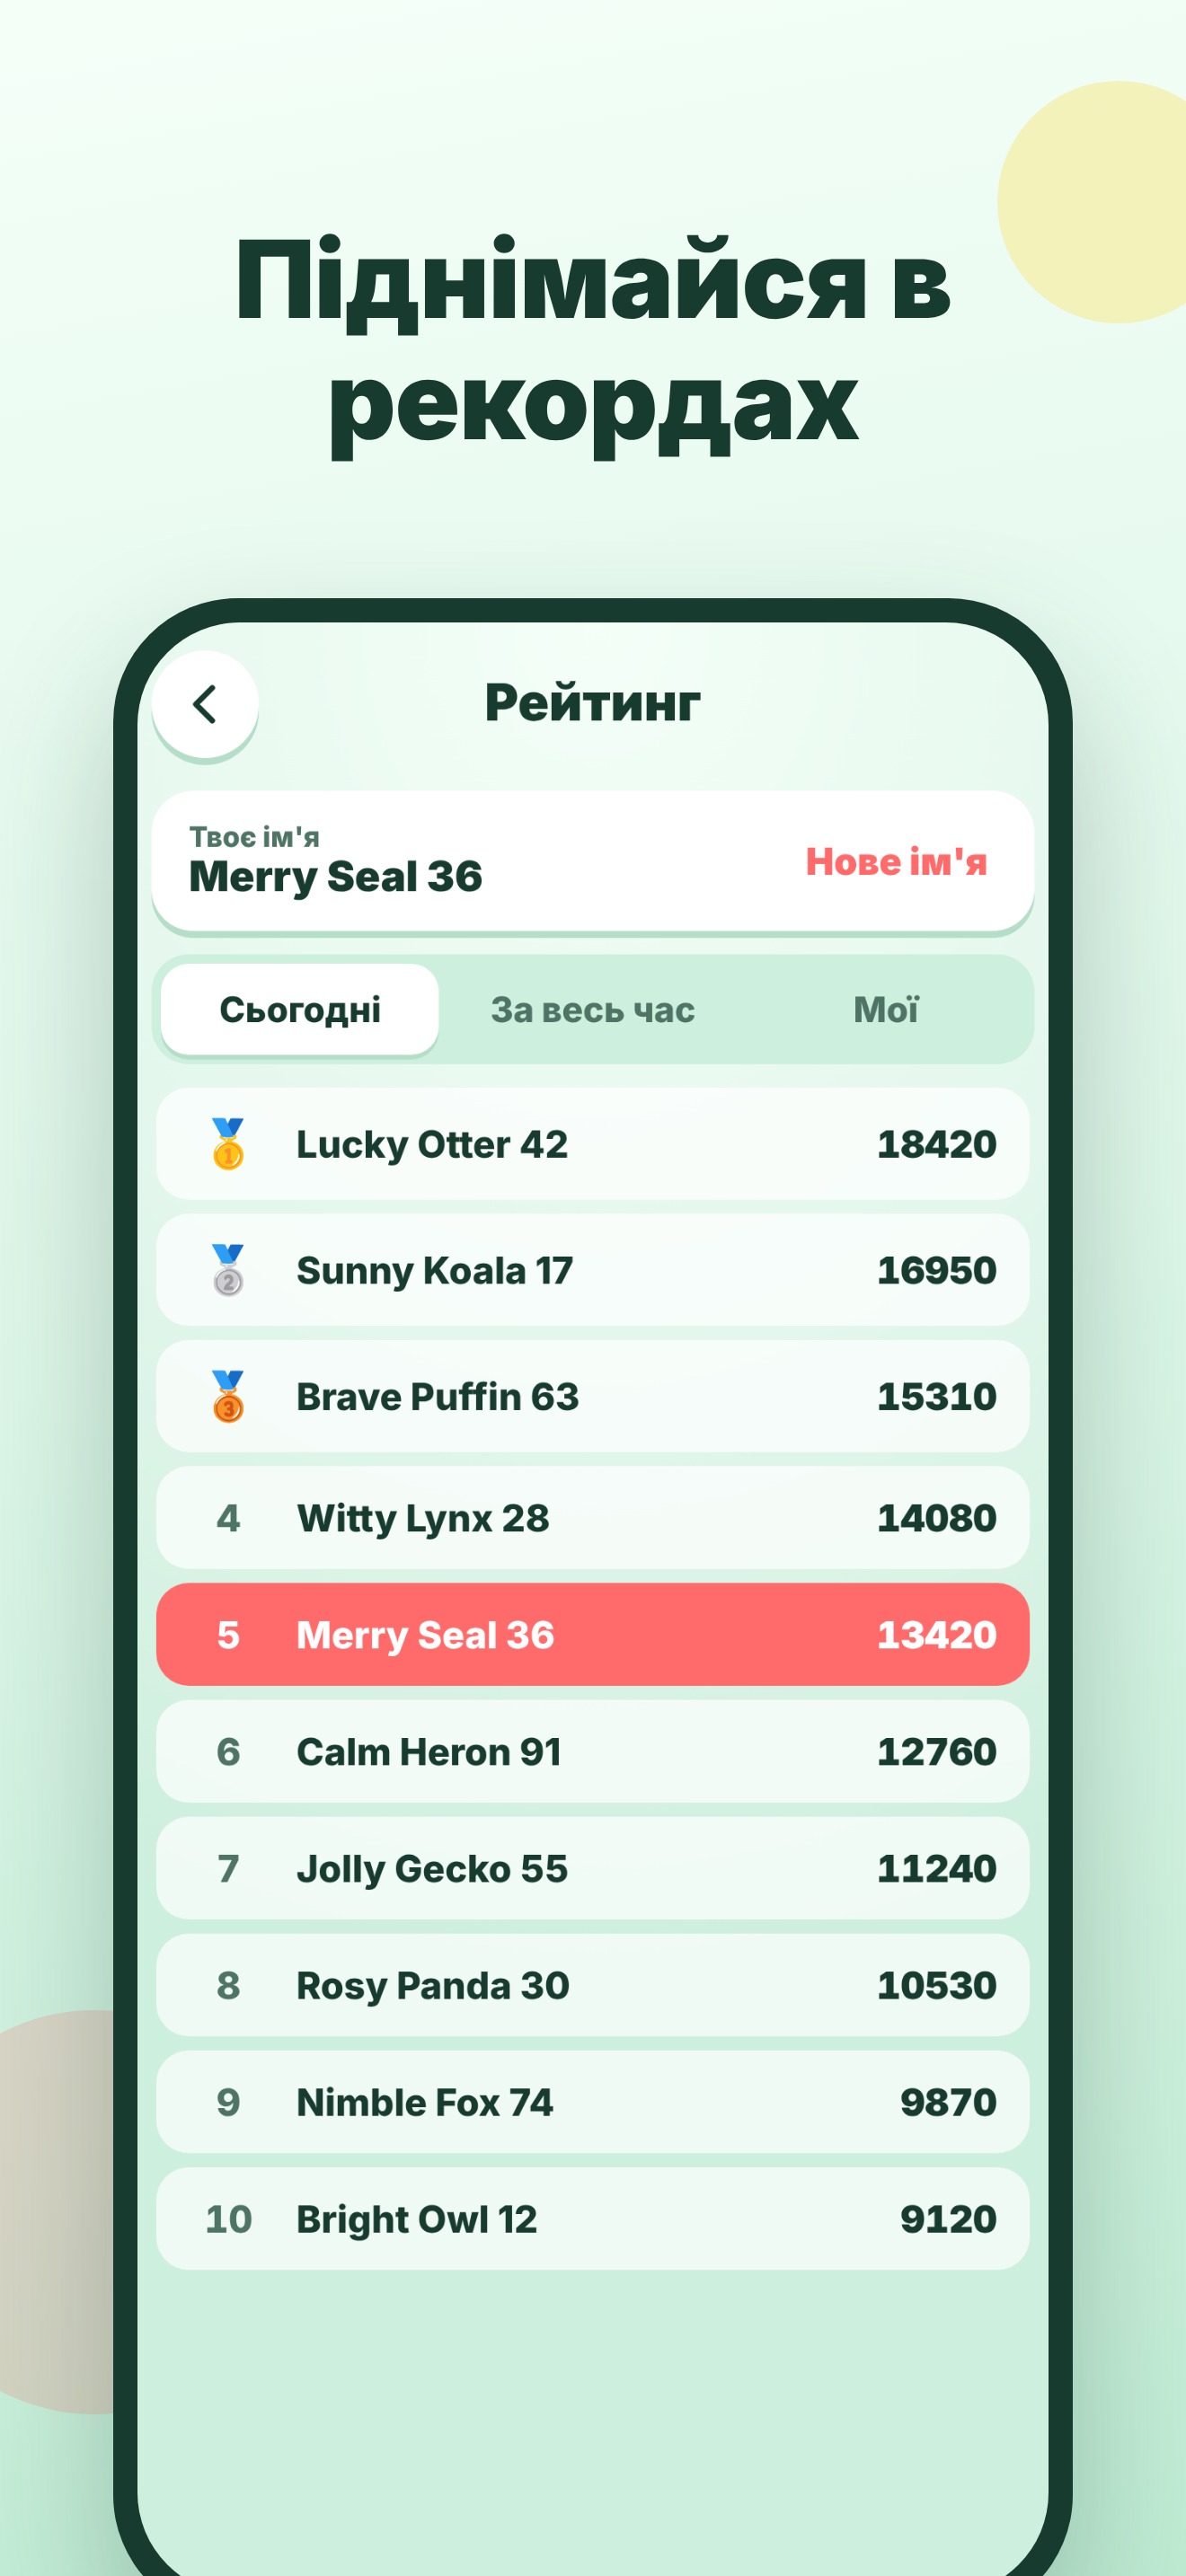 Піднімайся в
рекордах
Рейтинг
Твоє ім'я
Merry Seal 36
Нове ім'я
Сьогодні За весь час Мої
1 Lucky Otter 42 18420
2 Sunny Koala 17 16950
3 Brave Puffin 63 15310
4 Witty Lynx 28 14080
5 Merry Seal 36 13420
6 Calm Heron 91 12760
7 Jolly Gecko 55 11240
8 Rosy Panda 30 10530
9 Nimble Fox 74 9870
10 Bright Owl 12 9120